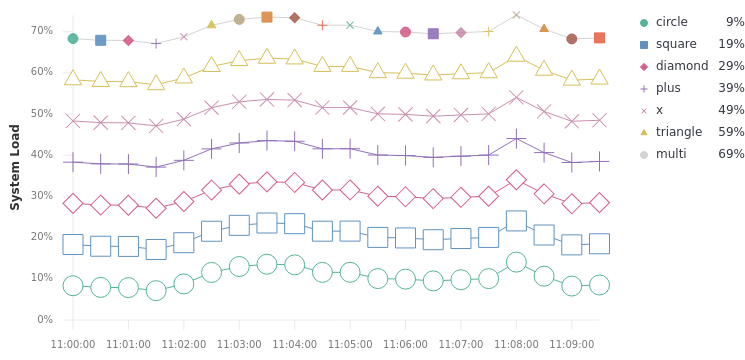 System Load
70%
60%
50%
40%
30%
20%
10%
0%
11:00:00 11:01:00 11:02:00 11:03:00 11:04:00 11:05:00 11:06:00 11:07:00 11:08:00 11:09:00
circle 9%
square 19%
diamond 29%
plus 39%
x 49%
triangle 59%
multi 69%